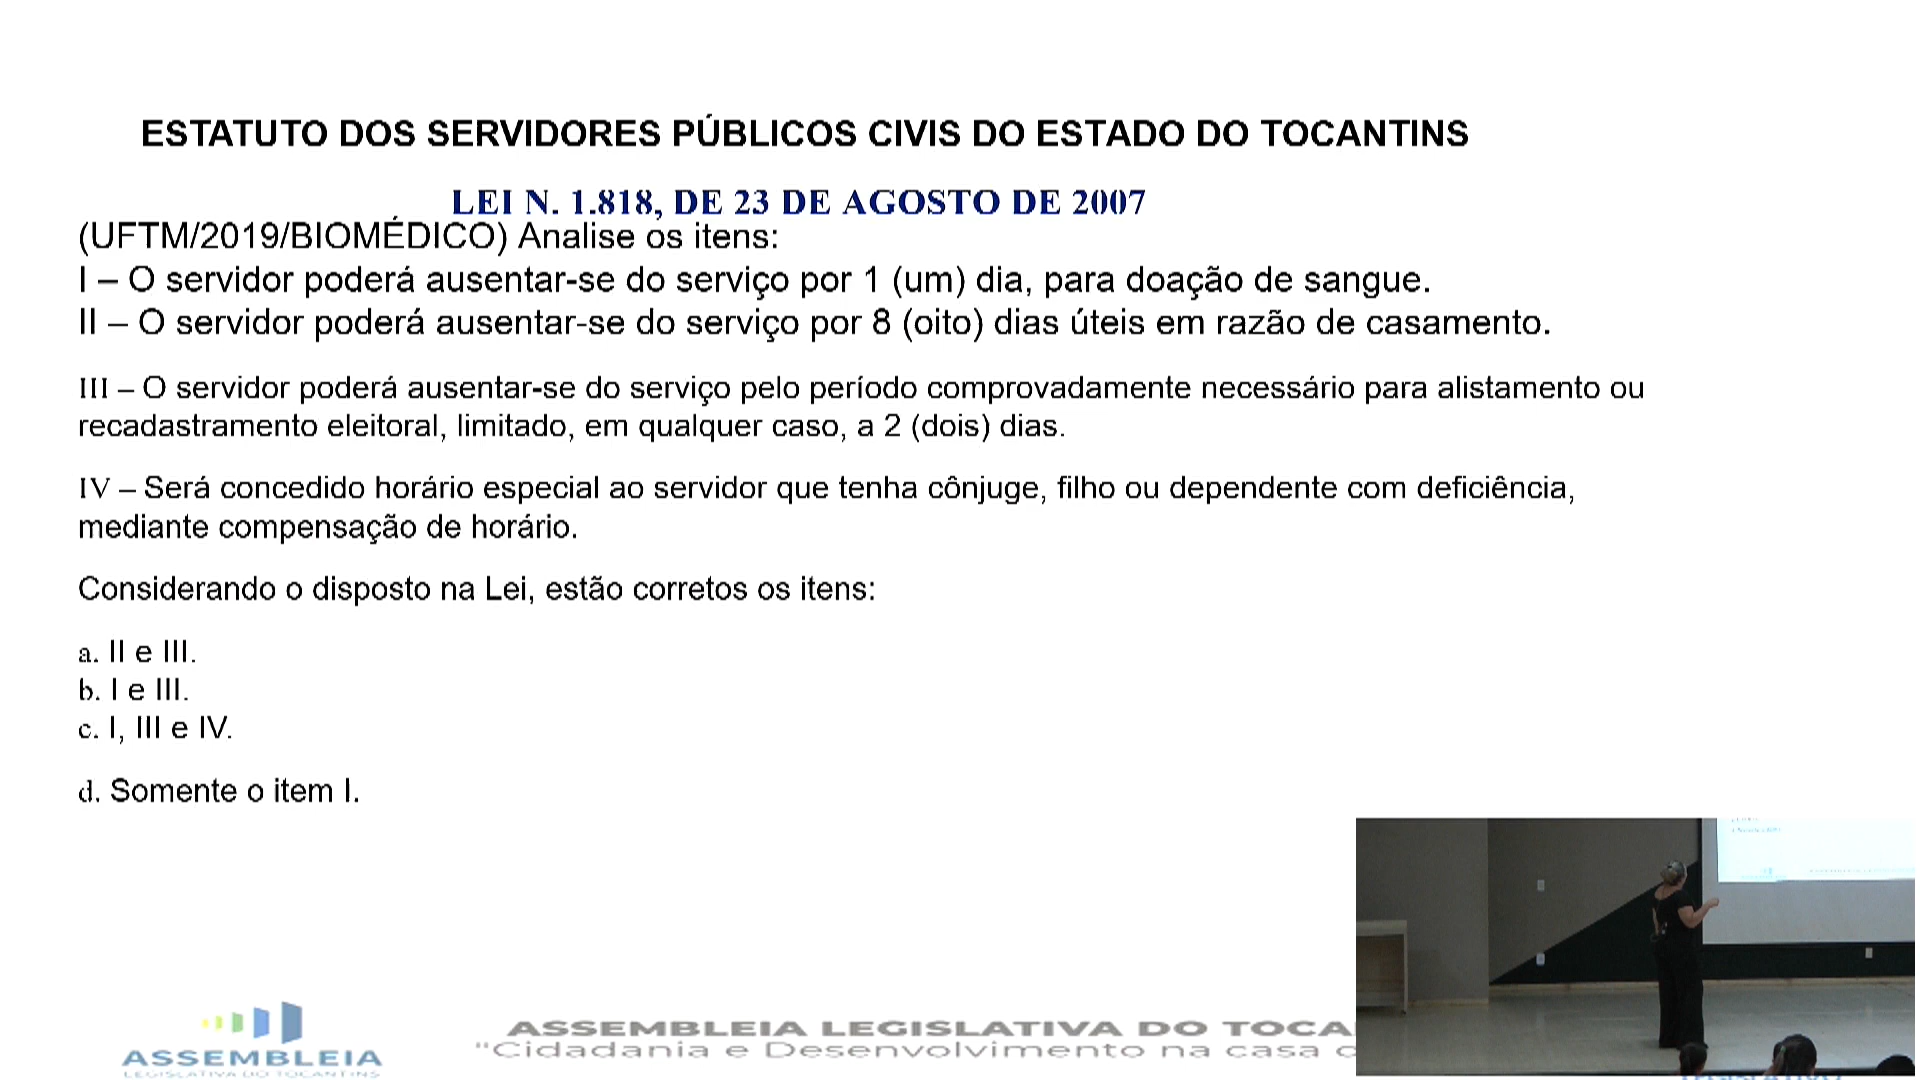 ESTATUTO DOS SERVIDORES PÚBLICOS CIVIS DO ESTADO DO TOCANTINS
LEI N. 1.818, DE 23 DE AGOSTO DE 2007
(UFTM/2019/BIOMÉDICO) Analise os itens:
I – O servidor poderá ausentar-se do serviço por 1 (um) dia, para doação de sangue.
II – O servidor poderá ausentar-se do serviço por 8 (oito) dias úteis em razão de casamento.
III – O servidor poderá ausentar-se do serviço pelo período comprovadamente necessário para alistamento ou
recadastramento eleitoral, limitado, em qualquer caso, a 2 (dois) dias.
IV – Será concedido horário especial ao servidor que tenha cônjuge, filho ou dependente com deficiência,
mediante compensação de horário.
Considerando o disposto na Lei, estão corretos os itens:
a. II e III.
b. I e III.
c. I, III e IV.
d. Somente o item I.
ASSEMBLEIA
LEGISLATIVA DO TOCANTINS
ASSEMBLEIA LEGISLATIVA DO TOCA
"Cidadania e Desenvolvimento na casa